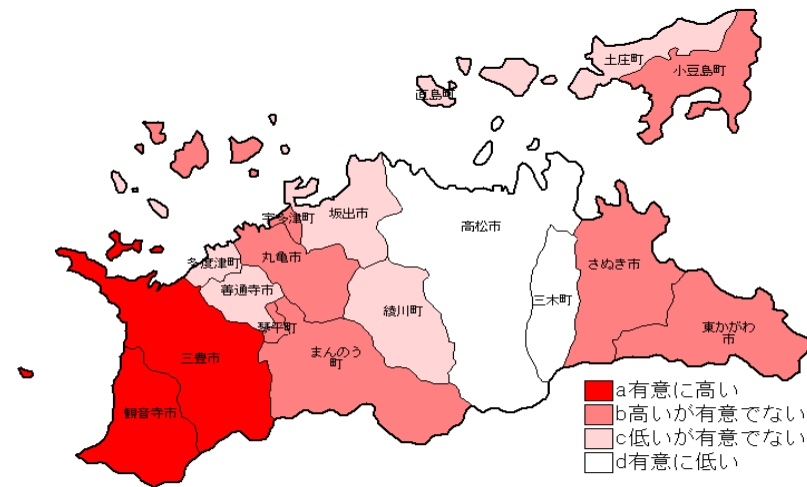 土庄町
小豆島町
直島町
宇多津町
坂出市
高松市
多度津町
丸亀市
さぬき市
善通寺市
綾川町
三木町
琴平町
東かがわ
市
三豊市
まんのう
町
観音寺市
a有意に高い
b高いが有意でない
c低いが有意でない
d有意に低い